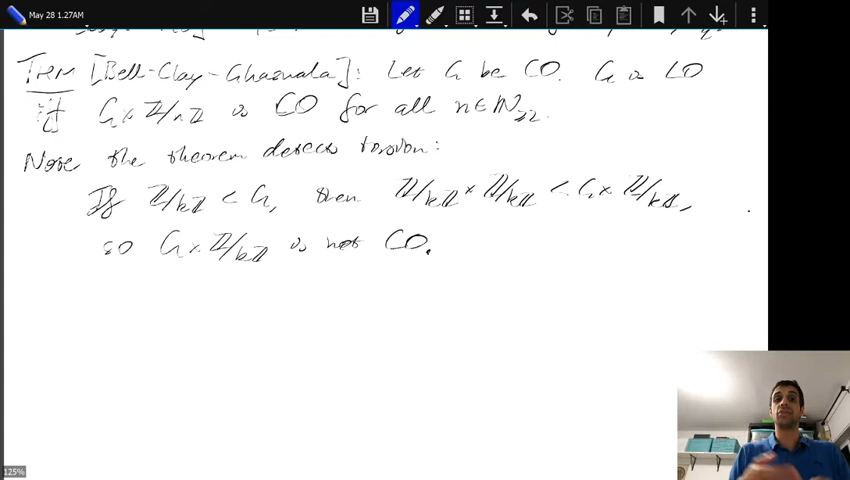 May 28 1.27AM
Thm [Bell-Clay-Ghaswala]: Let G be CO. G is LO
iff G × ℤ/nℤ is CO for all n∈ℕ≥2.
Note the theorem detects torsion:
If ℤ/kℤ < G, then ℤ/kℤ × ℤ/kℤ < G × ℤ/kℤ,
so G × ℤ/kℤ is not CO.
125%